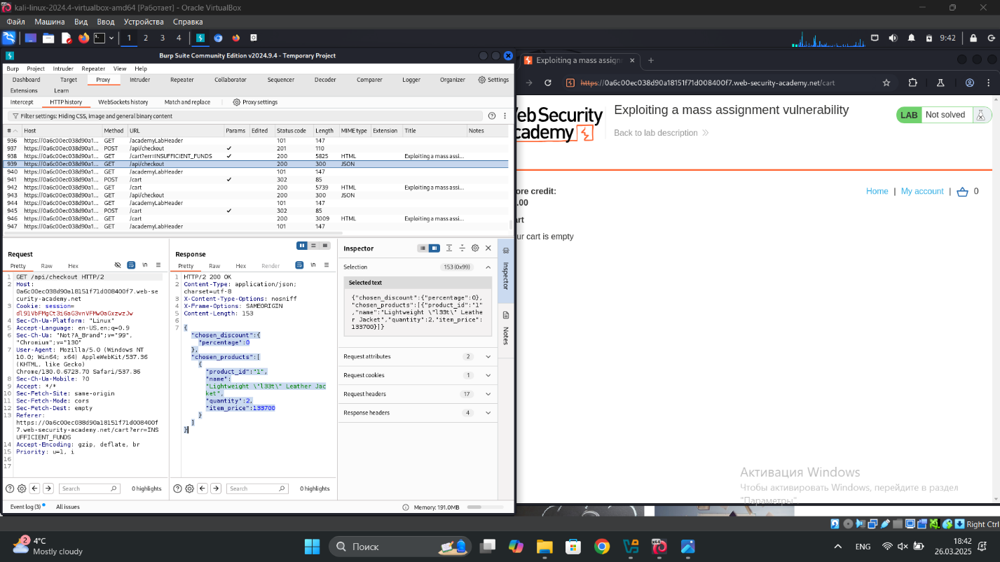 kali-linux-2024.4-virtualbox-amd64 [Работает] - Oracle VirtualBox
Файл Машина Вид Ввод Устройства Справка
1 2 3 4 9:42
Burp Suite Community Edition v2024.9.4 - Temporary Project
Burp Project Intruder Repeater View Help
Dashboard Target Proxy Intruder Repeater Collaborator Sequencer Decoder Comparer Logger Organizer Settings
Extensions Learn
Intercept HTTP history WebSockets history Match and replace Proxy settings
Filter settings: Hiding CSS, image and general binary content
# Host Method URL Params Edited Status code Length MIME type Extension Title Notes
936 https://0a6c00ec038d90a1... GET /academyLabHeader 101 147
937 https://0a6c00ec038d90a1... POST /api/checkout ✓ 201 110
938 https://0a6c00ec038d90a1... GET /cart?err=INSUFFICIENT_FUNDS ✓ 200 5825 HTML Exploiting a mass assi...
939 https://0a6c00ec038d90a1... GET /api/checkout 200 300 JSON
940 https://0a6c00ec038d90a1... GET /academyLabHeader 101 147
941 https://0a6c00ec038d90a1... POST /cart ✓ 302 85
942 https://0a6c00ec038d90a1... GET /cart 200 5739 HTML Exploiting a mass assi...
943 https://0a6c00ec038d90a1... GET /api/checkout 200 300 JSON
944 https://0a6c00ec038d90a1... GET /academyLabHeader 101 147
945 https://0a6c00ec038d90a1... POST /cart ✓ 302 85
946 https://0a6c00ec038d90a1... GET /cart 200 3009 HTML Exploiting a mass assi...
947 https://0a6c00ec038d90a1... GET /academyLabHeader 101 147
Request
Pretty Raw Hex \n
1 GET /api/checkout HTTP/2
2 Host:
0a6c00ec038d90a18151f71d008400f7.web-se
curity-academy.net
3 Cookie: session=
dl91VbFMgCt3i6aG3vnVFMwOaGxzwzJw
4 Sec-Ch-Ua-Platform: "Linux"
5 Accept-Language: en-US,en;q=0.9
6 Sec-Ch-Ua: "Not?A_Brand";v="99",
"Chromium";v="130"
7 User-Agent: Mozilla/5.0 (Windows NT
10.0; Win64; x64) AppleWebKit/537.36
(KHTML, like Gecko)
Chrome/130.0.6723.70 Safari/537.36
8 Sec-Ch-Ua-Mobile: ?0
9 Accept: */*
10 Sec-Fetch-Site: same-origin
11 Sec-Fetch-Mode: cors
12 Sec-Fetch-Dest: empty
13 Referer:
https://0a6c00ec038d90a18151f71d008400f
7.web-security-academy.net/cart?err=INS
UFFICIENT_FUNDS
14 Accept-Encoding: gzip, deflate, br
15 Priority: u=1, i
16
17
Search 0 highlights
Response
Pretty Raw Hex Render \n
1 HTTP/2 200 OK
2 Content-Type: application/json;
charset=utf-8
3 X-Content-Type-Options: nosniff
4 X-Frame-Options: SAMEORIGIN
5 Content-Length: 153
6
7 {
"chosen_discount":{
"percentage":0
},
"chosen_products":[
{
"product_id":"1",
"name":
"Lightweight \"l33t\" Leather Jac
ket",
"quantity":2,
"item_price":133700
}
]
}
Search 0 highlights
Inspector
Selection 153 (0x99)
Selected text
{"chosen_discount":{"percentage":0},
"chosen_products":[{"product_id":"1"
,"name":"Lightweight \"l33t\" Leathe
r Jacket","quantity":2,"item_price":
133700}]}
Request attributes 2
Request cookies 1
Request headers 17
Response headers 4
Inspector
Notes
Event log (3) All issues Memory: 191.0MB
Exploiting a mass assign
https://0a6c00ec038d90a18151f71d008400f7.web-security-academy.net/cart
Web Security
Academy
Exploiting a mass assignment vulnerability
Back to lab description
LAB Not solved
Home | My account | 0
ore credit:
.00
art
ur cart is empty
Активация Windows
Чтобы активировать Windows, перейдите в раздел
"Параметры".
Right Ctrl
2
4°C
Mostly cloudy
Поиск
ENG
18:42
26.03.2025